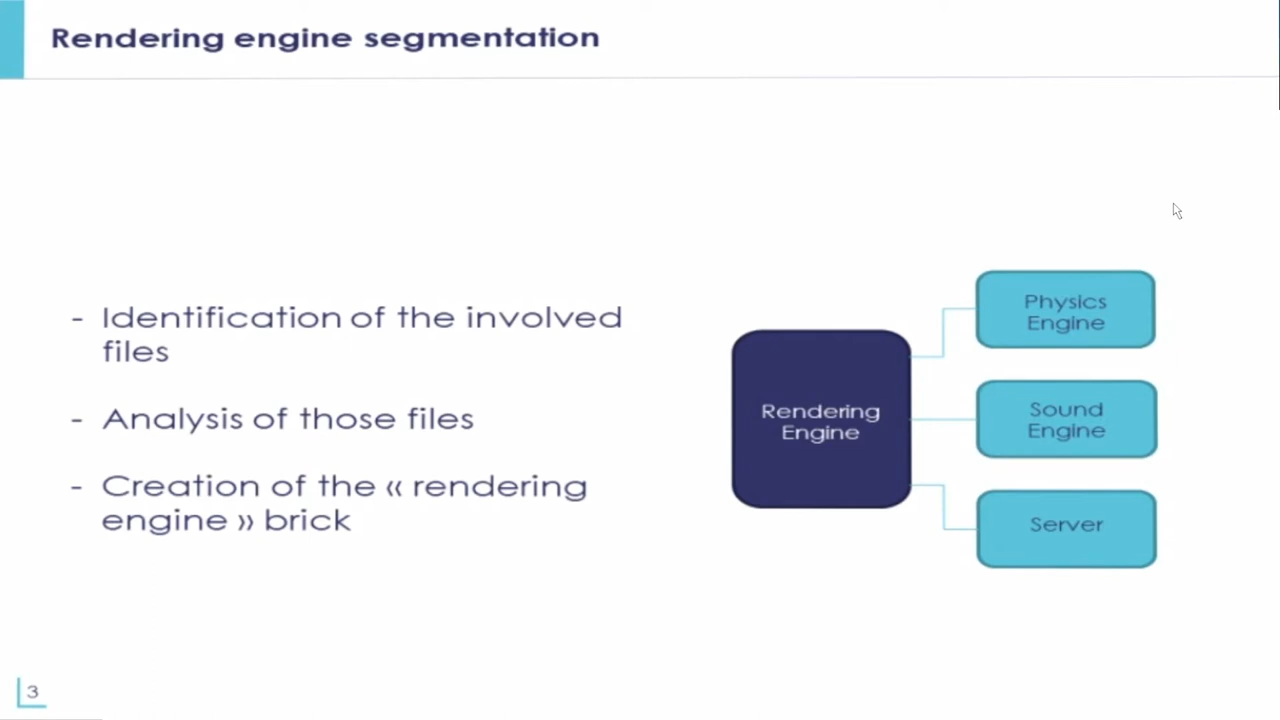 Rendering engine segmentation
- Identification of the involved
files
- Analysis of those files
- Creation of the « rendering
engine » brick
Rendering
Engine
Physics
Engine
Sound
Engine
Server
3